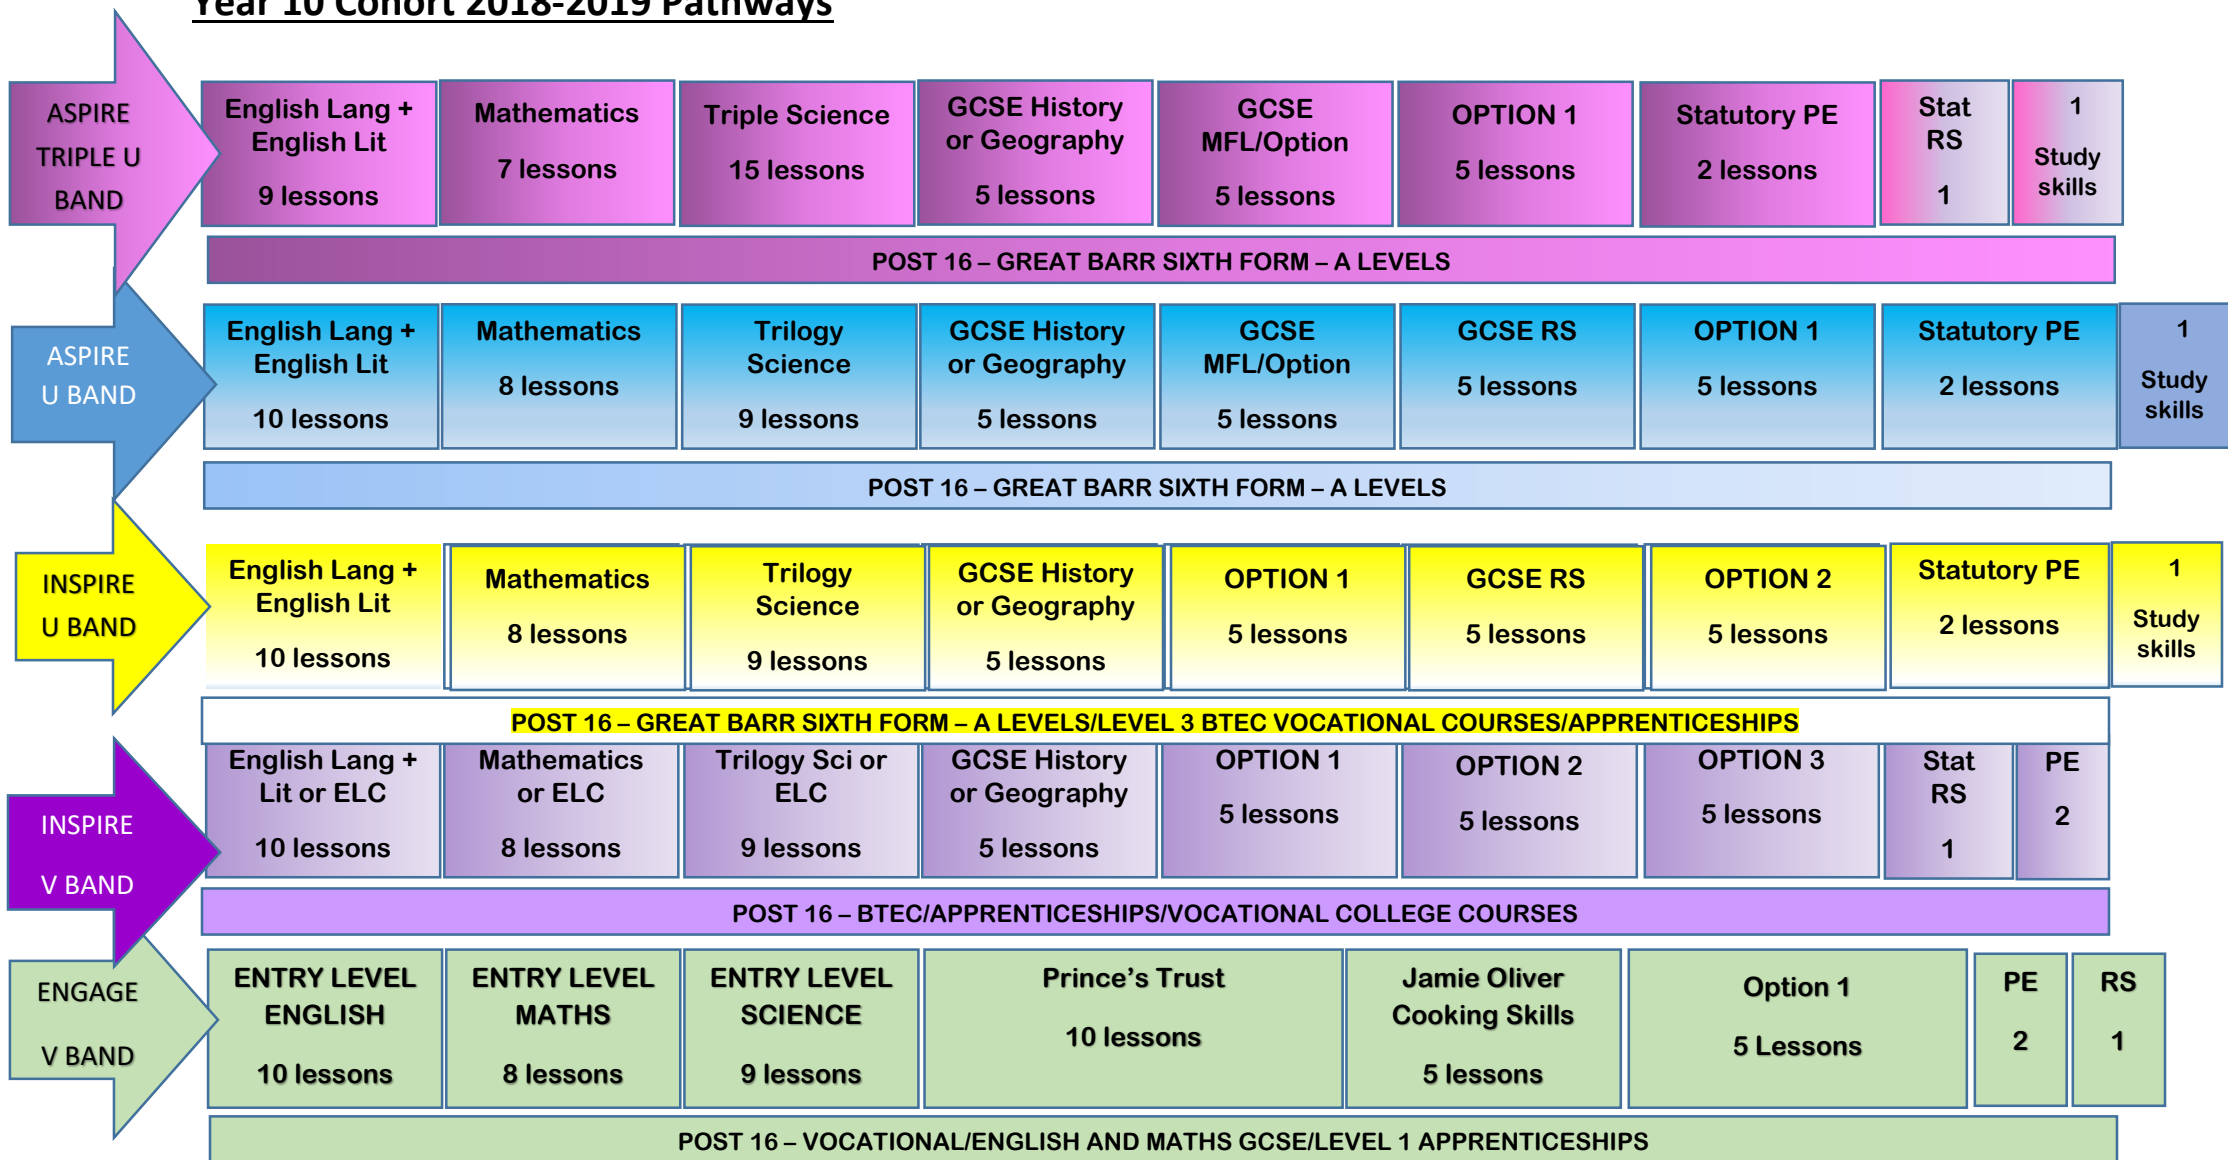 Year 10 Cohort 2018-2019 Pathways
ASPIRE
TRIPLE U
BAND
English Lang +
English Lit
9 lessons
Mathematics
7 lessons
Triple Science
15 lessons
GCSE History
or Geography
5 lessons
GCSE
MFL/Option
5 lessons
OPTION 1
5 lessons
Statutory PE
2 lessons
Stat
RS
1
1
Study
skills
POST 16 – GREAT BARR SIXTH FORM – A LEVELS
ASPIRE
U BAND
English Lang +
English Lit
10 lessons
Mathematics
8 lessons
Trilogy
Science
9 lessons
GCSE History
or Geography
5 lessons
GCSE
MFL/Option
5 lessons
GCSE RS
5 lessons
OPTION 1
5 lessons
Statutory PE
2 lessons
1
Study
skills
POST 16 – GREAT BARR SIXTH FORM – A LEVELS
INSPIRE
U BAND
English Lang +
English Lit
10 lessons
Mathematics
8 lessons
Trilogy
Science
9 lessons
GCSE History
or Geography
5 lessons
OPTION 1
5 lessons
GCSE RS
5 lessons
OPTION 2
5 lessons
Statutory PE
2 lessons
1
Study
skills
POST 16 – GREAT BARR SIXTH FORM – A LEVELS/LEVEL 3 BTEC VOCATIONAL COURSES/APPRENTICESHIPS
INSPIRE
V BAND
English Lang +
Lit or ELC
10 lessons
Mathematics
or ELC
8 lessons
Trilogy Sci or
ELC
9 lessons
GCSE History
or Geography
5 lessons
OPTION 1
5 lessons
OPTION 2
5 lessons
OPTION 3
5 lessons
Stat
RS
1
PE
2
POST 16 – BTEC/APPRENTICESHIPS/VOCATIONAL COLLEGE COURSES
ENGAGE
V BAND
ENTRY LEVEL
ENGLISH
10 lessons
ENTRY LEVEL
MATHS
8 lessons
ENTRY LEVEL
SCIENCE
9 lessons
Prince's Trust
10 lessons
Jamie Oliver
Cooking Skills
5 lessons
Option 1
5 Lessons
PE
2
RS
1
POST 16 – VOCATIONAL/ENGLISH AND MATHS GCSE/LEVEL 1 APPRENTICESHIPS